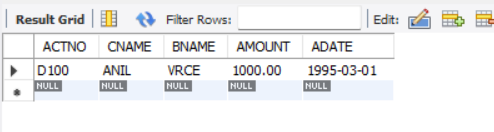 Result Grid Filter Rows: Edit:
ACTNO CNAME BNAME AMOUNT ADATE
D100 ANIL VRCE 1000.00 1995-03-01
NULL NULL NULL NULL NULL